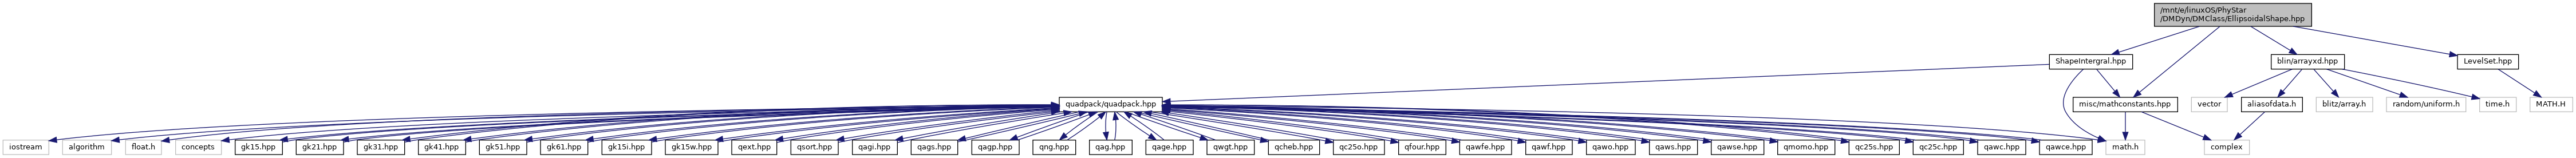 /mnt/e/linuxOS/PhyStar
/DMDyn/DMClass/EllipsoidalShape.hpp
ShapeIntergral.hpp
blin/arrayxd.hpp
LevelSet.hpp
quadpack/quadpack.hpp
misc/mathconstants.hpp
vector
aliasofdata.h
blitz/array.h
random/uniform.h
time.h
MATH.H
iostream
algorithm
float.h
concepts
gk15.hpp
gk21.hpp
gk31.hpp
gk41.hpp
gk51.hpp
gk61.hpp
gk15i.hpp
gk15w.hpp
qext.hpp
qsort.hpp
qagi.hpp
qags.hpp
qagp.hpp
qng.hpp
qag.hpp
qage.hpp
qwgt.hpp
qcheb.hpp
qc25o.hpp
qfour.hpp
qawfe.hpp
qawf.hpp
qawo.hpp
qaws.hpp
qawse.hpp
qmomo.hpp
qc25s.hpp
qc25c.hpp
qawc.hpp
qawce.hpp
math.h
complex